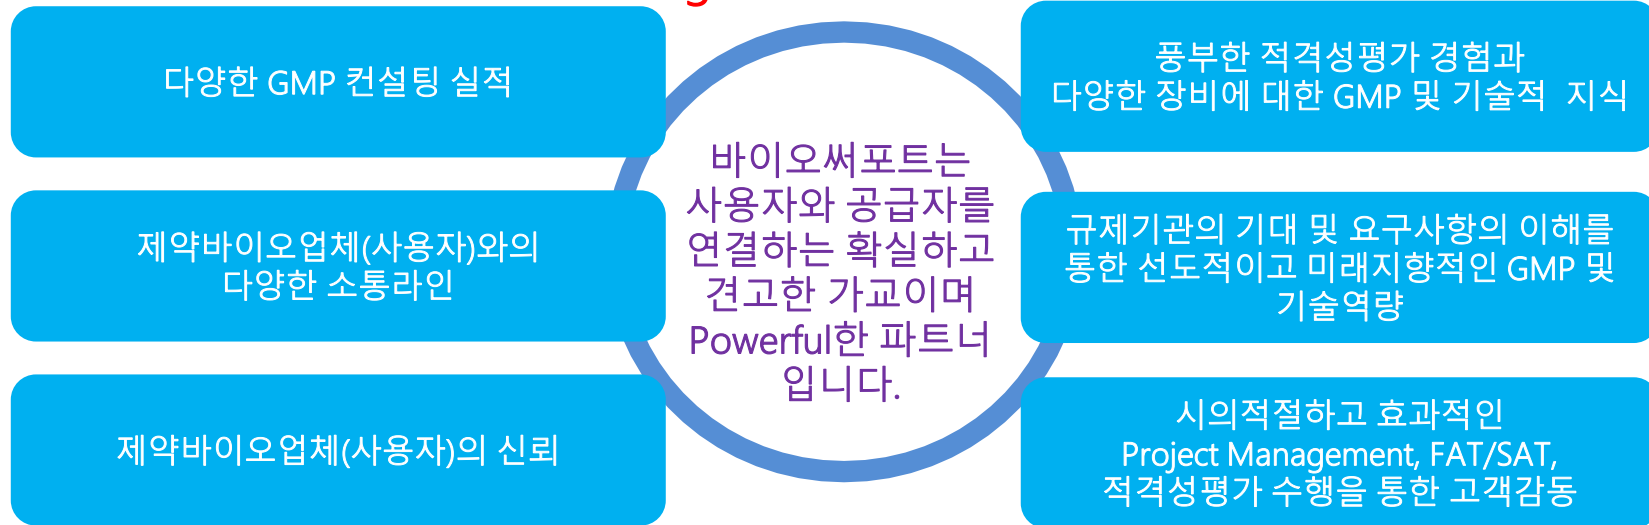 다양한 GMP 컨설팅 실적
제약바이오업체(사용자)와의
다양한 소통라인
제약바이오업체(사용자)의 신뢰
바이오써포트는
사용자와 공급자를
연결하는 확실하고
견고한 가교이며
Powerful한 파트너
입니다.
풍부한 적격성평가 경험과
다양한 장비에 대한 GMP 및 기술적 지식
규제기관의 기대 및 요구사항의 이해를
통한 선도적이고 미래지향적인 GMP 및
기술역량
시의적절하고 효과적인
Project Management, FAT/SAT,
적격성평가 수행을 통한 고객감동